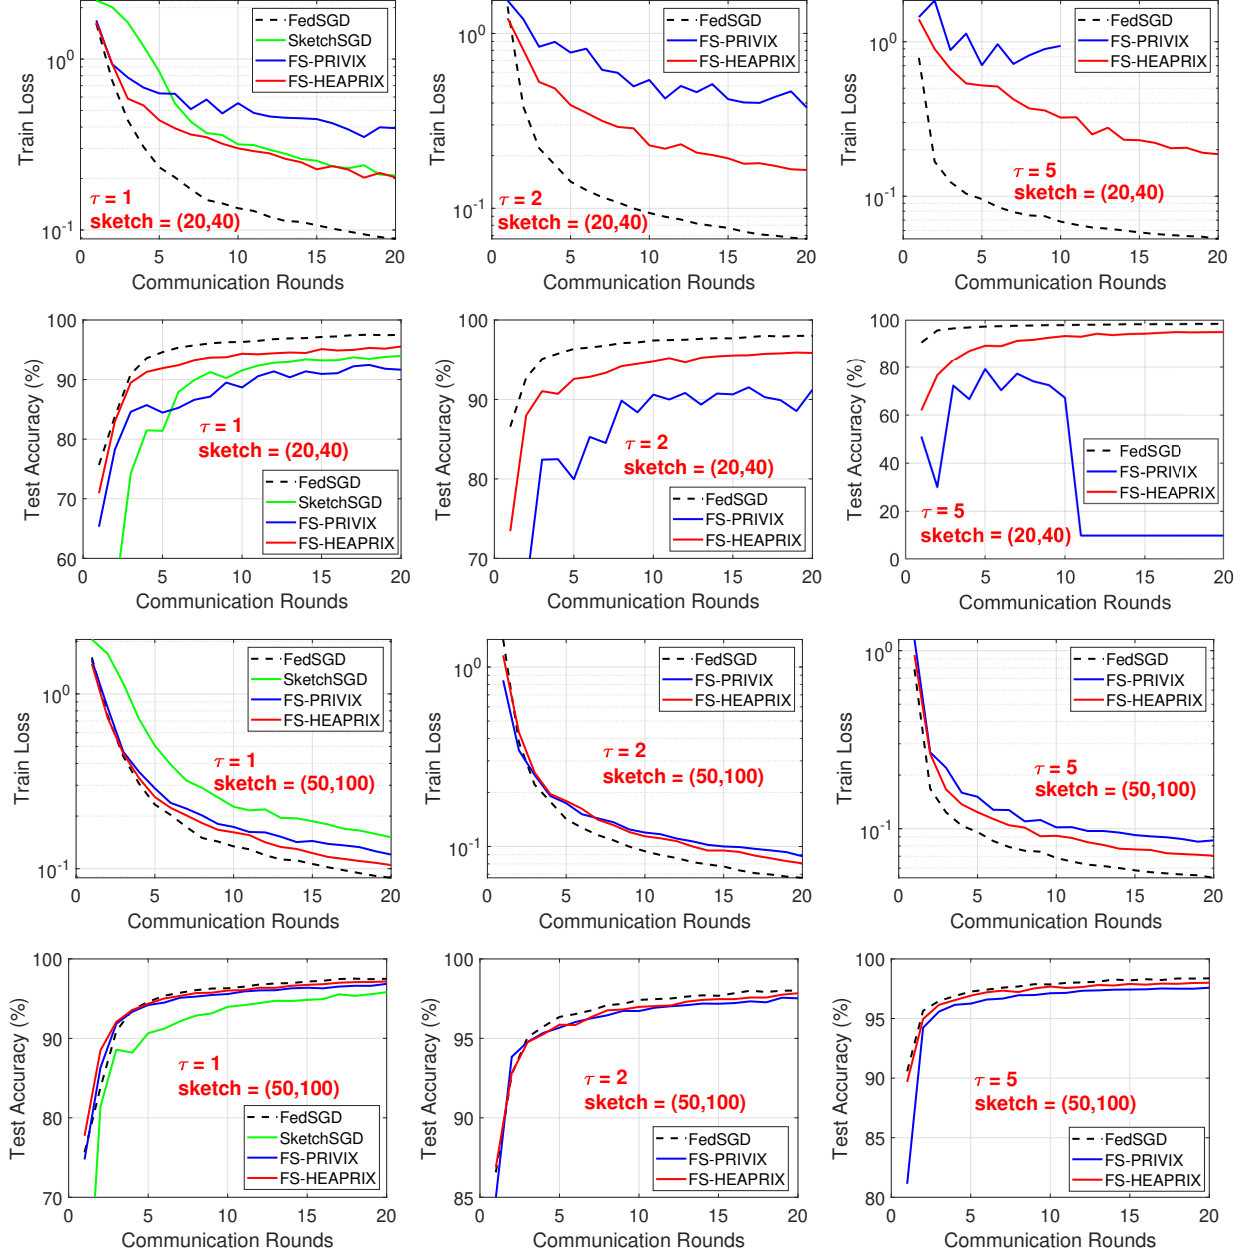 10^0
10^-1
Train Loss
FedSGD
SketchSGD
FS-PRIVIX
FS-HEAPRIX
τ = 1
sketch = (20,40)
0 5 10 15 20
Communication Rounds
10^0
10^-1
Train Loss
FedSGD
FS-PRIVIX
FS-HEAPRIX
τ = 2
sketch = (20,40)
0 5 10 15 20
Communication Rounds
10^0
10^-1
Train Loss
FedSGD
FS-PRIVIX
FS-HEAPRIX
τ = 5
sketch = (20,40)
0 5 10 15 20
Communication Rounds
100
90
80
70
60
Test Accuracy (%)
τ = 1
sketch = (20,40)
FedSGD
SketchSGD
FS-PRIVIX
FS-HEAPRIX
0 5 10 15 20
Communication Rounds
100
90
80
70
Test Accuracy (%)
τ = 2
sketch = (20,40)
FedSGD
FS-PRIVIX
FS-HEAPRIX
0 5 10 15 20
Communication Rounds
100
80
60
40
20
0
Test Accuracy (%)
FedSGD
FS-PRIVIX
FS-HEAPRIX
τ = 5
sketch = (20,40)
0 5 10 15 20
Communication Rounds
10^0
10^-1
Train Loss
FedSGD
SketchSGD
FS-PRIVIX
FS-HEAPRIX
τ = 1
sketch = (50,100)
0 5 10 15 20
Communication Rounds
10^0
10^-1
Train Loss
FedSGD
FS-PRIVIX
FS-HEAPRIX
τ = 2
sketch = (50,100)
0 5 10 15 20
Communication Rounds
10^0
10^-1
Train Loss
FedSGD
FS-PRIVIX
FS-HEAPRIX
τ = 5
sketch = (50,100)
0 5 10 15 20
Communication Rounds
100
90
80
70
Test Accuracy (%)
τ = 1
sketch = (50,100)
FedSGD
SketchSGD
FS-PRIVIX
FS-HEAPRIX
0 5 10 15 20
Communication Rounds
100
95
90
85
Test Accuracy (%)
τ = 2
sketch = (50,100)
FedSGD
FS-PRIVIX
FS-HEAPRIX
0 5 10 15 20
Communication Rounds
100
95
90
85
80
Test Accuracy (%)
τ = 5
sketch = (50,100)
FedSGD
FS-PRIVIX
FS-HEAPRIX
0 5 10 15 20
Communication Rounds